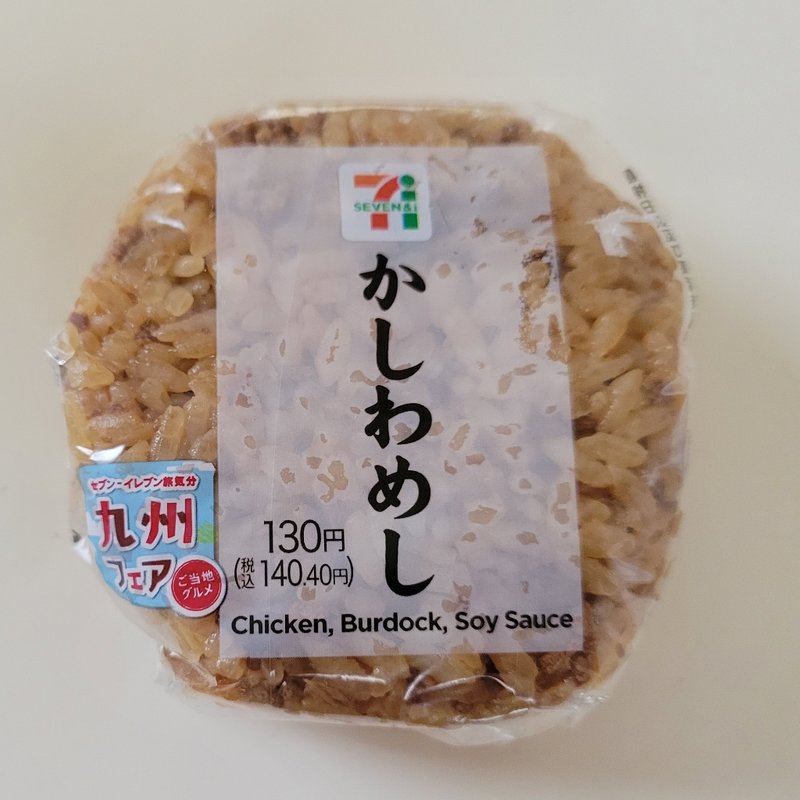 SEVEN&i
かしわめし
130円
(税込140.40円)
Chicken, Burdock, Soy Sauce
セブン-イレブン旅気分
九州
フェア
ご当地
グルメ